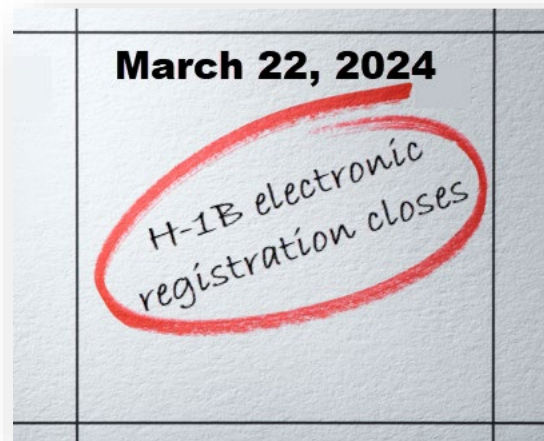 March 22, 2024
H-1B electronic
registration closes